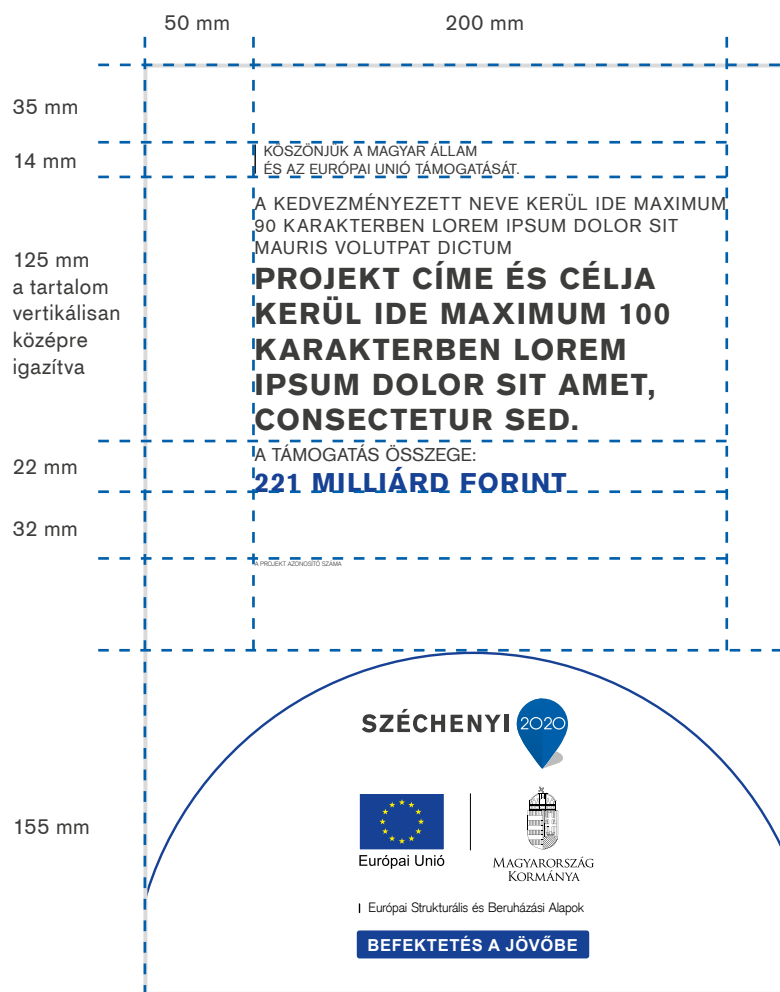 50 mm
200 mm
35 mm
14 mm
KÖSZÖNJÜK A MAGYAR ÁLLAM
ÉS AZ EURÓPAI UNIÓ TÁMOGATÁSÁT.
A KEDVEZMÉNYEZETT NEVE KERÜL IDE MAXIMUM
90 KARAKTERBEN LOREM IPSUM DOLOR SIT
MAURIS VOLUTPAT DICTUM
125 mm
a tartalom
vertikálisan
középre
igazítva
PROJEKT CÍME ÉS CÉLJA
KERÜL IDE MAXIMUM 100
KARAKTERBEN LOREM
IPSUM DOLOR SIT AMET,
CONSECTETUR SED.
22 mm
A TÁMOGATÁS ÖSSZEGE:
221 MILLIÁRD FORINT
32 mm
A PROJEKT AZONOSÍTÓ SZÁMA
155 mm
SZÉCHENYI 2020
Európai Unió
MAGYARORSZÁG
KORMÁNYA
Európai Strukturális és Beruházási Alapok
BEFEKTETÉS A JÖVŐBE